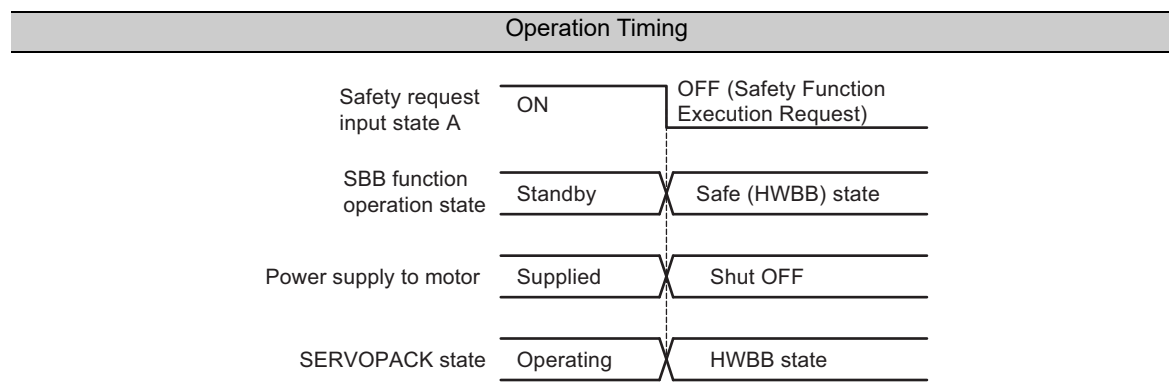 Operation Timing
Safety request
input state A
ON
OFF (Safety Function
Execution Request)
SBB function
operation state
Standby
Safe (HWBB) state
Power supply to motor
Supplied
Shut OFF
SERVOPACK state
Operating
HWBB state